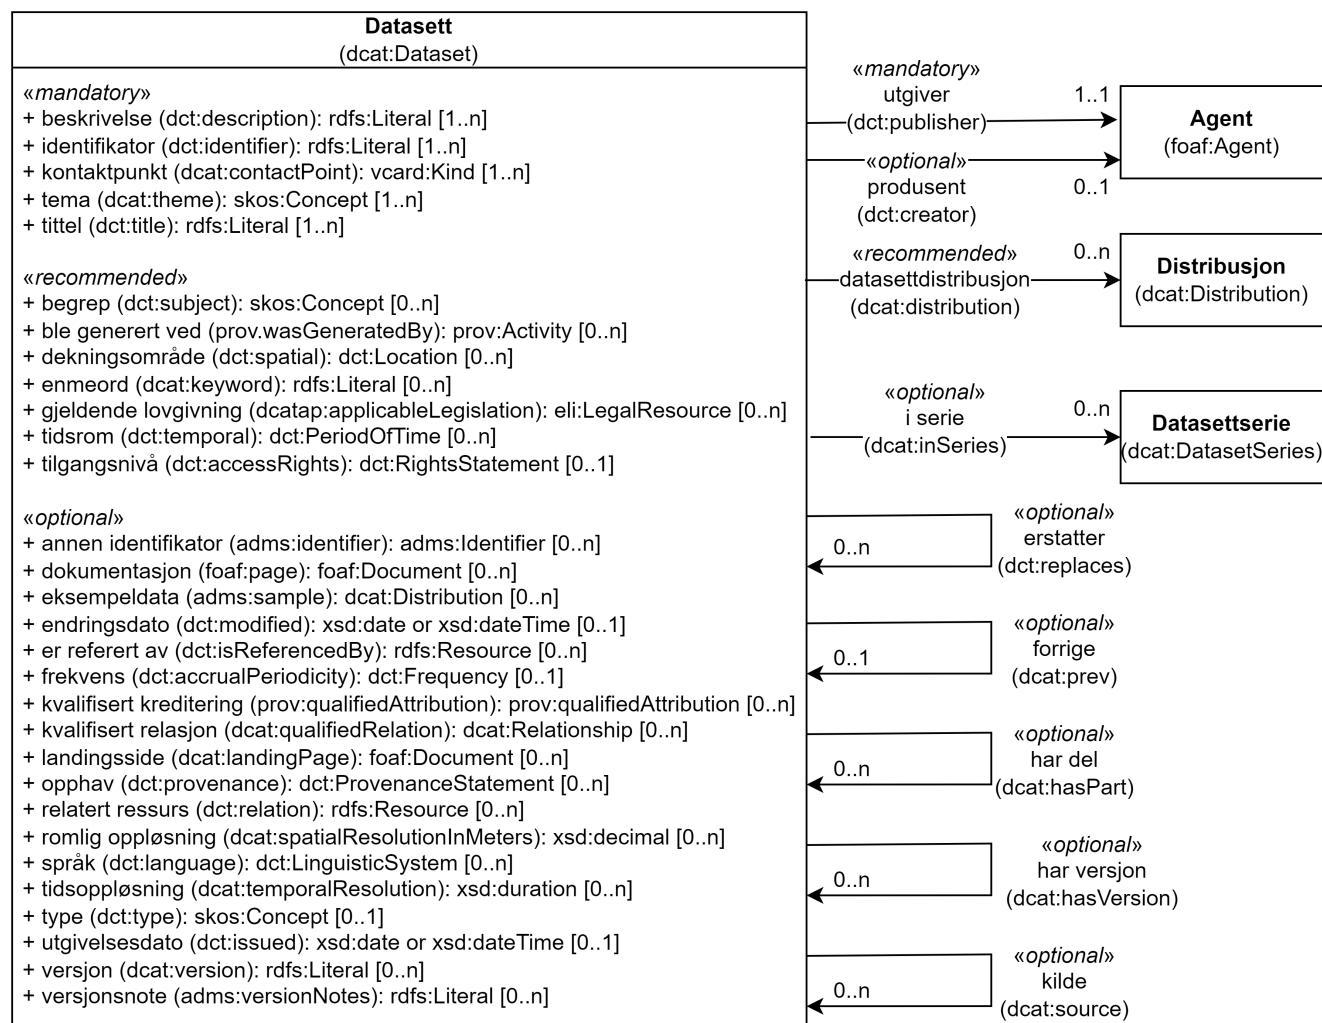 Datasett
(dcat:Dataset)
«mandatory»
+ beskrivelse (dct:description): rdfs:Literal [1..n]
+ identifikator (dct:identifier): rdfs:Literal [1..n]
+ kontaktpunkt (dcat:contactPoint): vcard:Kind [1..n]
+ tema (dcat:theme): skos:Concept [1..n]
+ tittel (dct:title): rdfs:Literal [1..n]
«recommended»
+ begrep (dct:subject): skos:Concept [0..n]
+ ble generert ved (prov.wasGeneratedBy): prov:Activity [0..n]
+ dekningsområde (dct:spatial): dct:Location [0..n]
+ enmeord (dcat:keyword): rdfs:Literal [0..n]
+ gjeldende lovgivning (dcatap:applicableLegislation): eli:LegalResource [0..n]
+ tidsrom (dct:temporal): dct:PeriodOfTime [0..n]
+ tilgangsnivå (dct:accessRights): dct:RightsStatement [0..1]
«optional»
+ annen identifikator (adms:identifier): adms:Identifier [0..n]
+ dokumentasjon (foaf:page): foaf:Document [0..n]
+ eksempeldata (adms:sample): dcat:Distribution [0..n]
+ endringsdato (dct:modified): xsd:date or xsd:dateTime [0..1]
+ er referert av (dct:isReferencedBy): rdfs:Resource [0..n]
+ frekvens (dct:accrualPeriodicity): dct:Frequency [0..1]
+ kvalifisert kreditering (prov:qualifiedAttribution): prov:qualifiedAttribution [0..n]
+ kvalifisert relasjon (dcat:qualifiedRelation): dcat:Relationship [0..n]
+ landingsside (dcat:landingPage): foaf:Document [0..n]
+ opphav (dct:provenance): dct:ProvenanceStatement [0..n]
+ relatert ressurs (dct:relation): rdfs:Resource [0..n]
+ romlig oppløsning (dcat:spatialResolutionInMeters): xsd:decimal [0..n]
+ språk (dct:language): dct:LinguisticSystem [0..n]
+ tidsoppløsning (dcat:temporalResolution): xsd:duration [0..n]
+ type (dct:type): skos:Concept [0..1]
+ utgivelsesdato (dct:issued): xsd:date or xsd:dateTime [0..1]
+ versjon (dcat:version): rdfs:Literal [0..n]
+ versjonsnote (adms:versionNotes): rdfs:Literal [0..n]
«mandatory»
utgiver
(dct:publisher)
1..1
«optional»
produsent
(dct:creator)
0..1
Agent
(foaf:Agent)
«recommended»
datasettdistribusjon
(dcat:distribution)
0..n
Distribusjon
(dcat:Distribution)
«optional»
i serie
(dcat:inSeries)
0..n
Datasettserie
(dcat:DatasetSeries)
«optional»
erstatter
(dct:replaces)
0..n
«optional»
forrige
(dcat:prev)
0..1
«optional»
har del
(dcat:hasPart)
0..n
«optional»
har versjon
(dcat:hasVersion)
0..n
«optional»
kilde
(dcat:source)
0..n